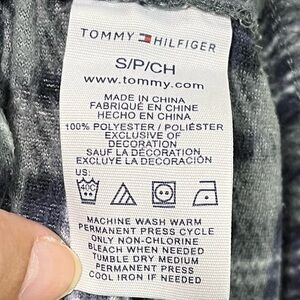 TOMMY HILFIGER
S/P/CH
www.tommy.com
MADE IN CHINA
FABRIQUÉ EN CHINE
HECHO EN CHINA
100% POLYESTER / POLIÉSTER
EXCLUSIVE OF
DECORATION
SAUF LA DÉCORATION
EXCLUYE LA DECORACIÓN
US:
40C
MACHINE WASH WARM
PERMANENT PRESS CYCLE
ONLY NON-CHLORINE
BLEACH WHEN NEEDED
TUMBLE DRY MEDIUM
PERMANENT PRESS
COOL IRON IF NEEDED